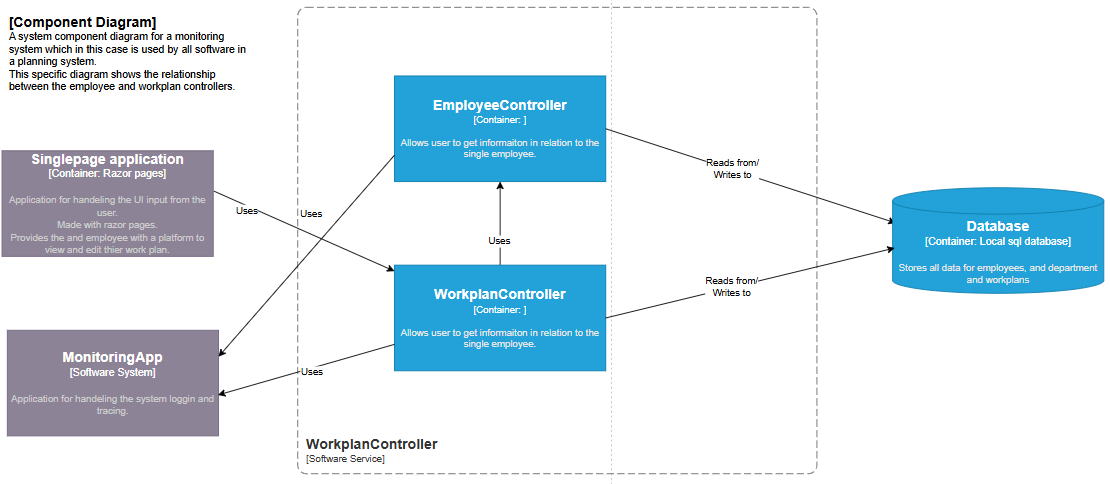 [Component Diagram]
A system component diagram for a monitoring
system which in this case is used by all software in
a planning system.
This specific diagram shows the relationship
between the employee and workplan controllers.
Singlepage application
[Container: Razor pages]
Application for handeling the UI input from the
user.
Made with razor pages.
Provides the and employee with a platform to
view and edit thier work plan.
MonitoringApp
[Software System]
Application for handeling the system loggin and
tracing.
Uses
Uses
Uses
Uses
EmployeeController
[Container: ]
Allows user to get informaiton in relation to the
single employee.
WorkplanController
[Container: ]
Allows user to get informaiton in relation to the
single employee.
WorkplanController
[Software Service]
Reads from/
Writes to
Reads from/
Writes to
Database
[Container: Local sql database]
Stores all data for employees, and department
and workplans